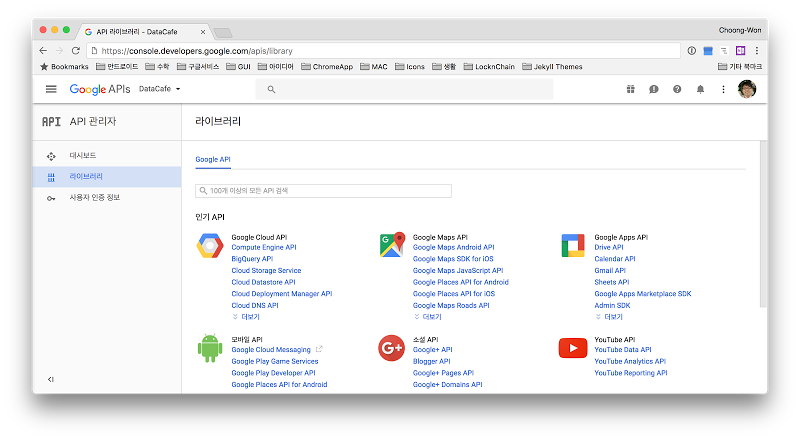 API 라이브러리 - DataCafe
Choong-Won
https://console.developers.google.com/apis/library
Bookmarks 안드로이드 수학 구글서비스 GUI 아이디어 ChromeApp MAC Icons 생활 LocknChain Jekyll Themes 기타 북마크
Google APIs DataCafe
API API 관리자
라이브러리
대시보드
라이브러리
사용자 인증 정보
Google API
100개 이상의 모든 API 검색
인기 API
Google Cloud API
Compute Engine API
BigQuery API
Cloud Storage Service
Cloud Datastore API
Cloud Deployment Manager API
Cloud DNS API
더보기
Google Maps API
Google Maps Android API
Google Maps SDK for iOS
Google Maps JavaScript API
Google Places API for Android
Google Places API for iOS
Google Maps Roads API
더보기
Google Apps API
Drive API
Calendar API
Gmail API
Sheets API
Google Apps Marketplace SDK
Admin SDK
더보기
모바일 API
Google Cloud Messaging
Google Play Game Services
Google Play Developer API
Google Places API for Android
G+
소셜 API
Google+ API
Blogger API
Google+ Pages API
Google+ Domains API
YouTube API
YouTube Data API
YouTube Analytics API
YouTube Reporting API